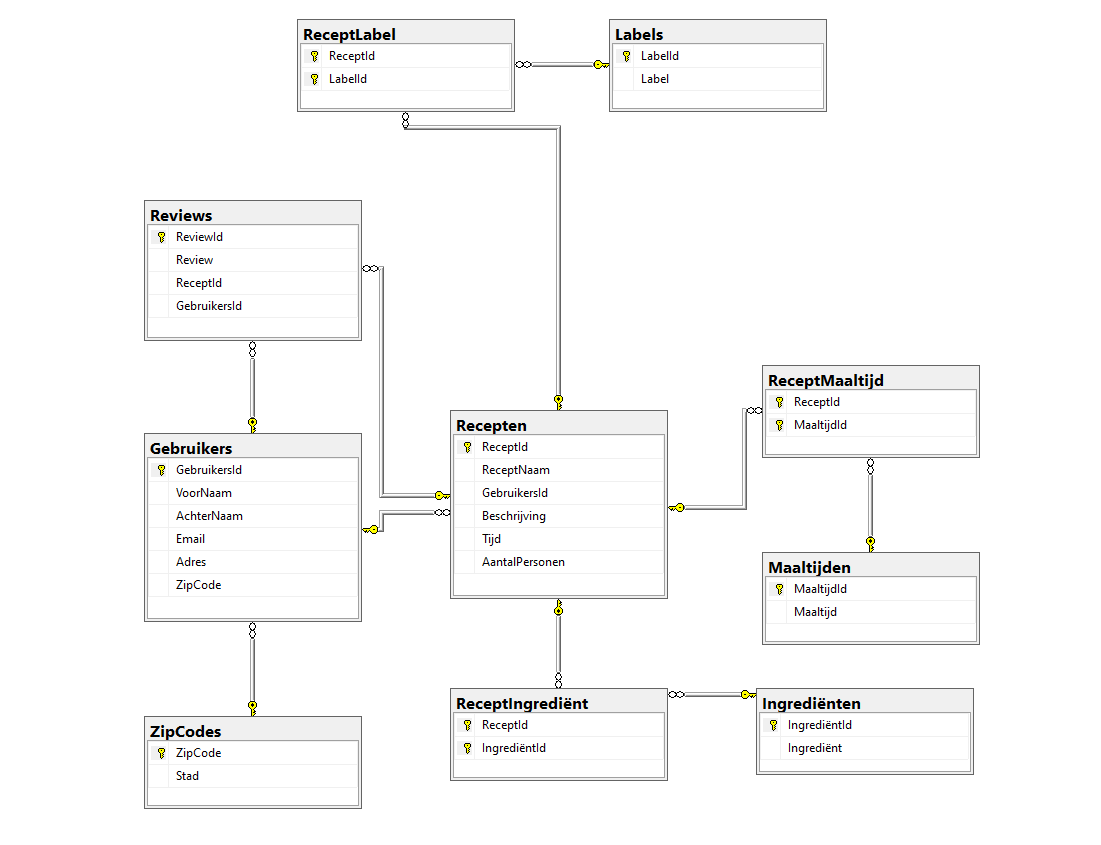 ReceptLabel
ReceptId
LabelId
Labels
LabelId
Label
Reviews
ReviewId
Review
ReceptId
GebruikersId
Gebruikers
GebruikersId
VoorNaam
AchterNaam
Email
Adres
ZipCode
ZipCodes
ZipCode
Stad
Recepten
ReceptId
ReceptNaam
GebruikersId
Beschrijving
Tijd
AantalPersonen
ReceptMaaltijd
ReceptId
MaaltijdId
Maaltijden
MaaltijdId
Maaltijd
ReceptIngrediënt
ReceptId
IngrediëntId
Ingrediënten
IngrediëntId
Ingrediënt